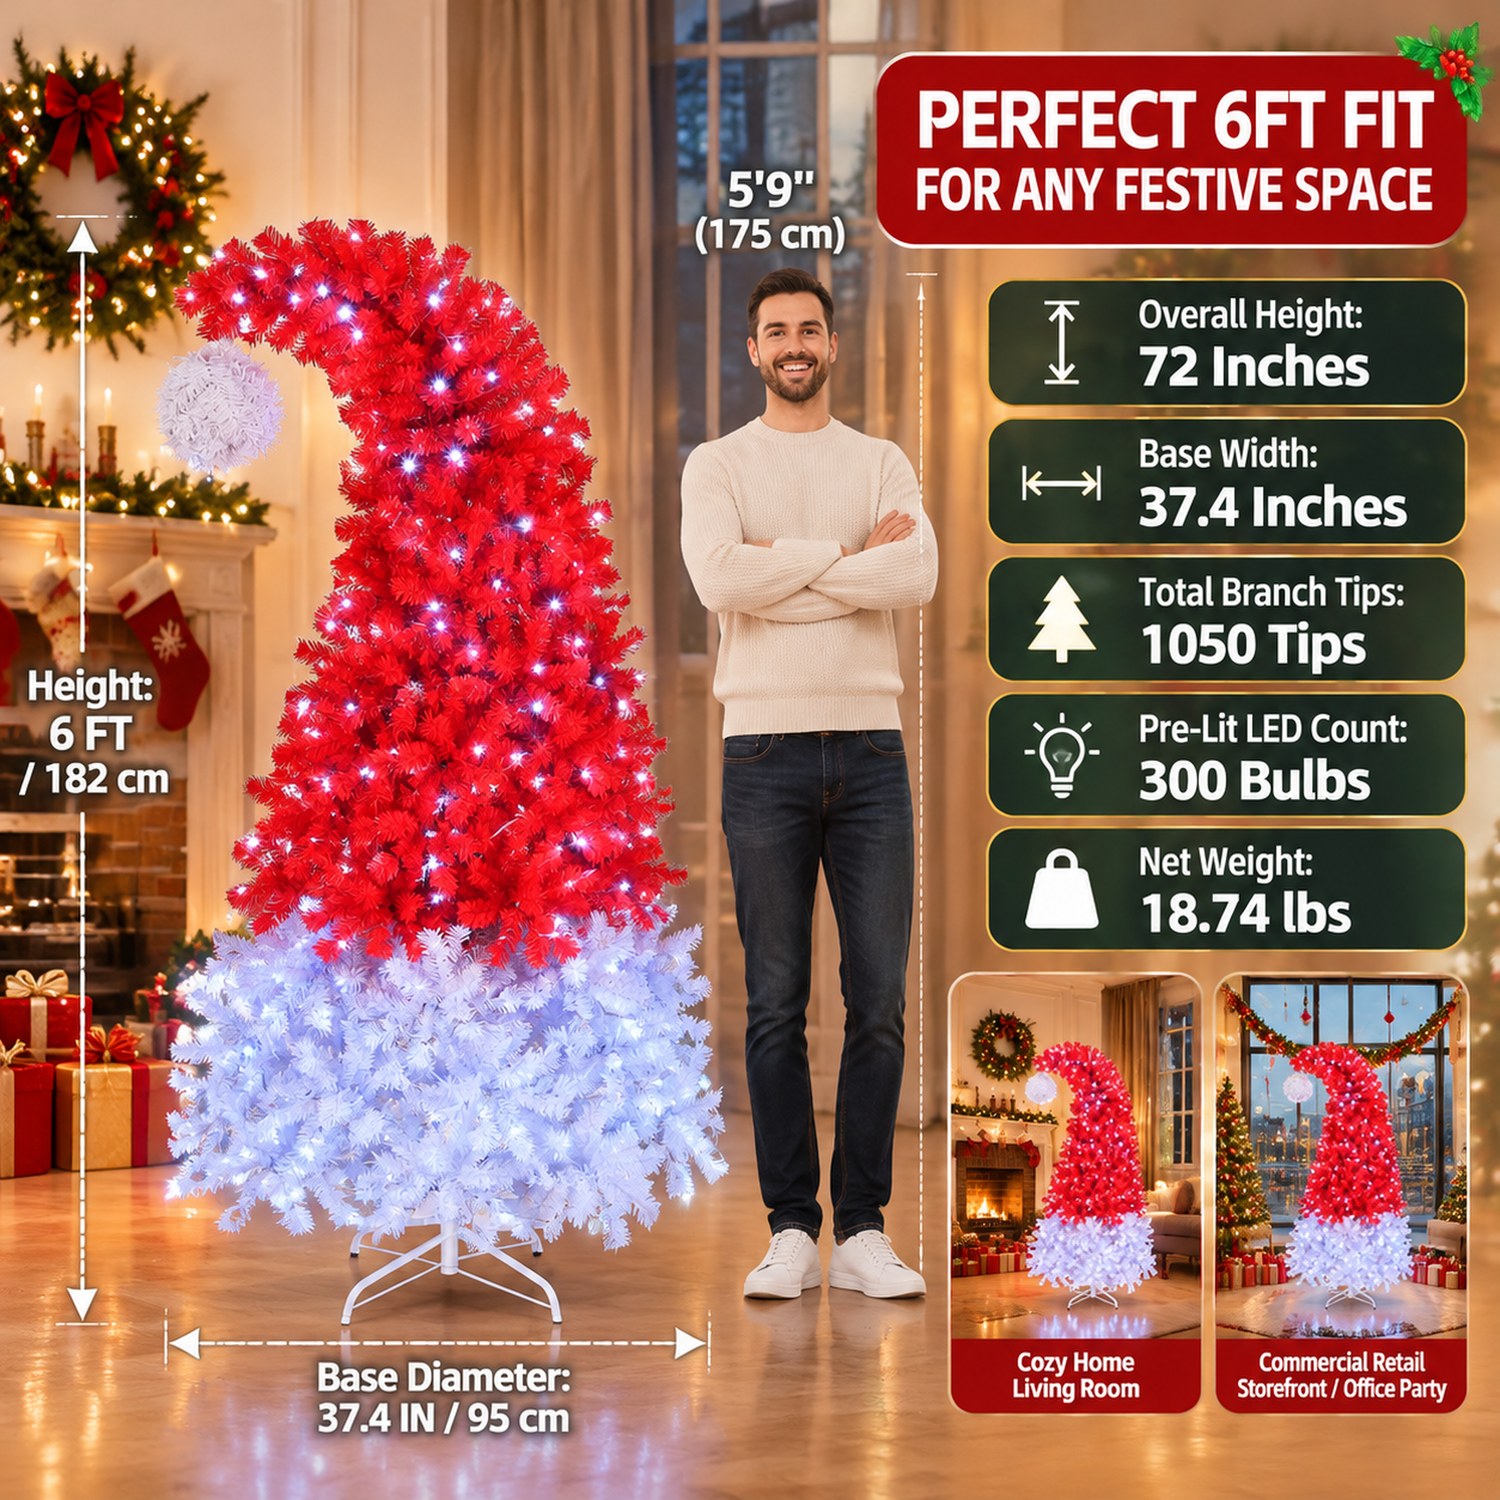 PERFECT 6FT FIT
FOR ANY FESTIVE SPACE
5'9"
(175 cm)
Overall Height:
72 Inches
Base Width:
37.4 Inches
Total Branch Tips:
1050 Tips
Pre-Lit LED Count:
300 Bulbs
Net Weight:
18.74 lbs
Height:
6 FT
/ 182 cm
Base Diameter:
37.4 IN / 95 cm
Cozy Home
Living Room
Commercial Retail
Storefront / Office Party